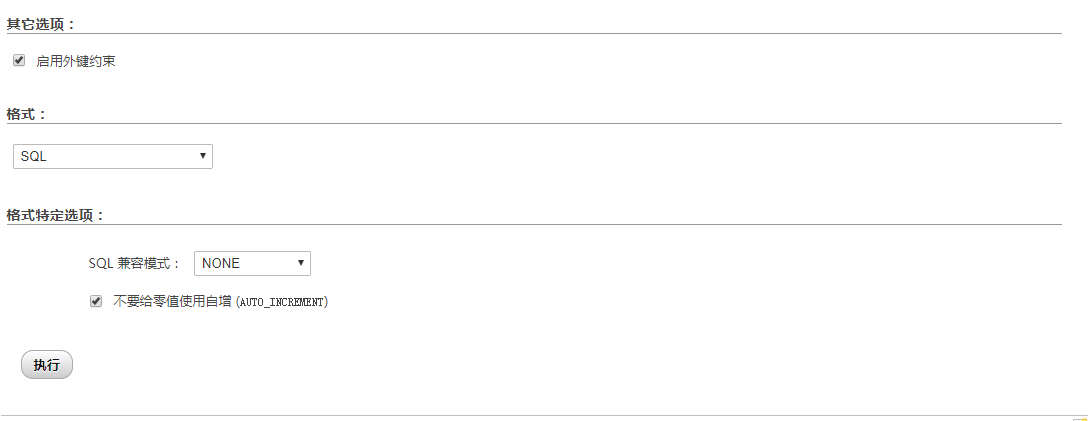 其它选项：
启用外键约束
格式：
SQL
格式特定选项：
SQL 兼容模式： NONE
不要给零值使用自增 (AUTO_INCREMENT)
执行